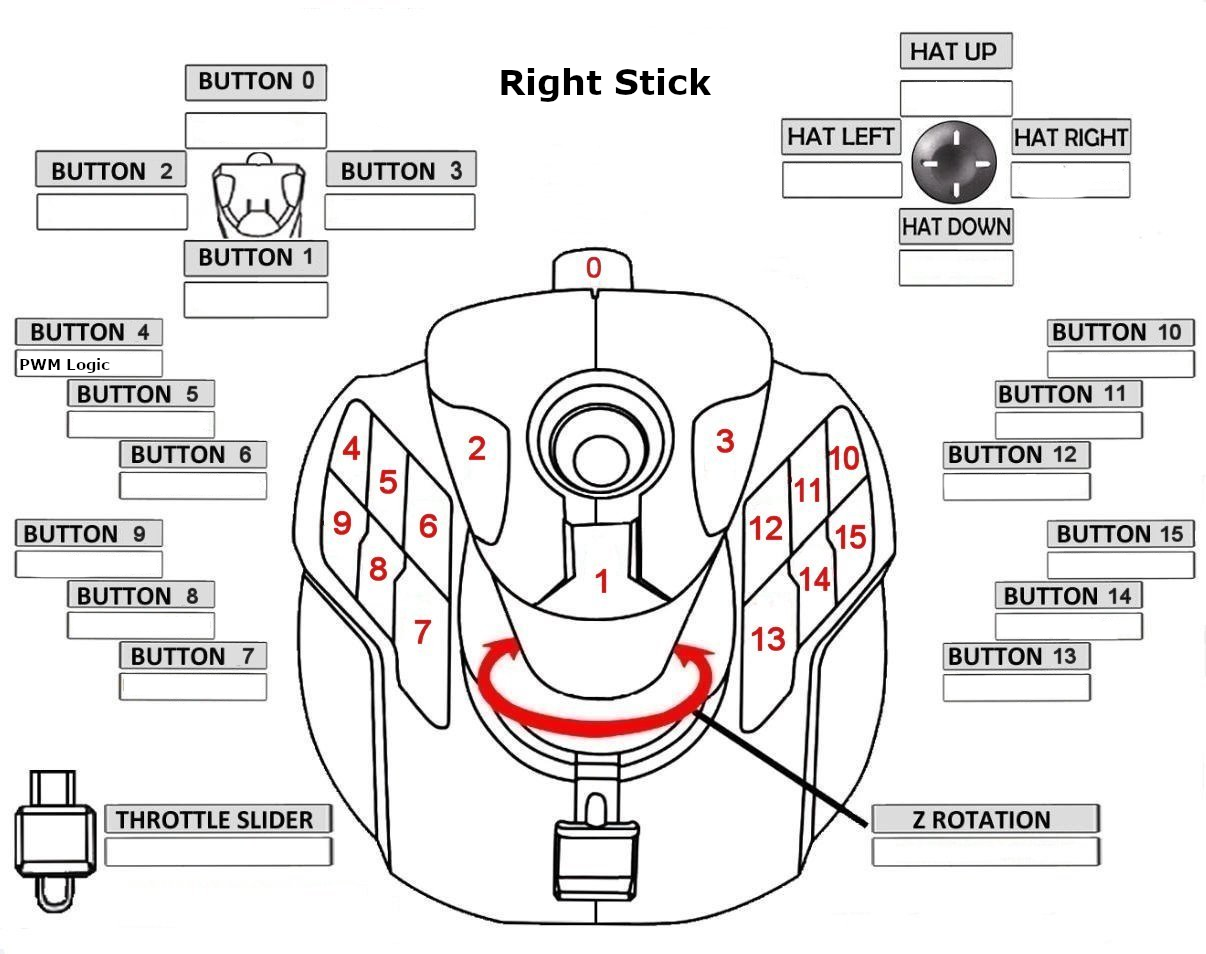 Right Stick
BUTTON 0
BUTTON 2
BUTTON 3
BUTTON 1
HAT UP
HAT LEFT
HAT RIGHT
HAT DOWN
BUTTON 4
PWM Logic
BUTTON 5
BUTTON 6
BUTTON 9
BUTTON 8
BUTTON 7
BUTTON 10
BUTTON 11
BUTTON 12
BUTTON 15
BUTTON 14
BUTTON 13
0
2
3
4
5
6
9
8
7
1
10
11
12
15
14
13
THROTTLE SLIDER
Z ROTATION